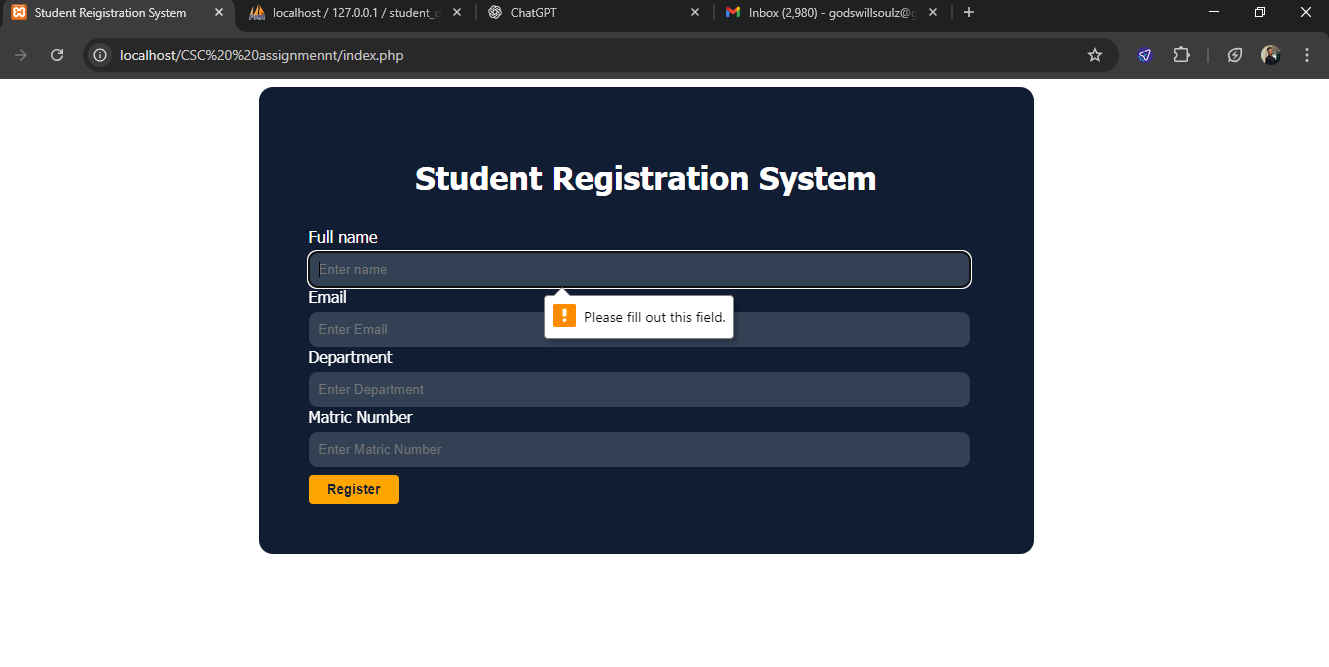 Student Reigistration System
localhost / 127.0.0.1 / student_
ChatGPT
Inbox (2,980) - godswillsoulz@
localhost/CSC%20%20assignmennt/index.php
Student Registration System
Full name
Enter name
Please fill out this field.
Email
Enter Email
Department
Enter Department
Matric Number
Enter Matric Number
Register